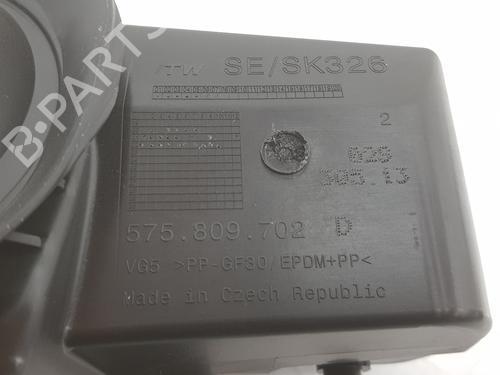 B-PARTS
ITW SE/SK326
2
575.809.702 D
VG5 >PP-GF30/EPDM+PP<
Made in Czech Republic